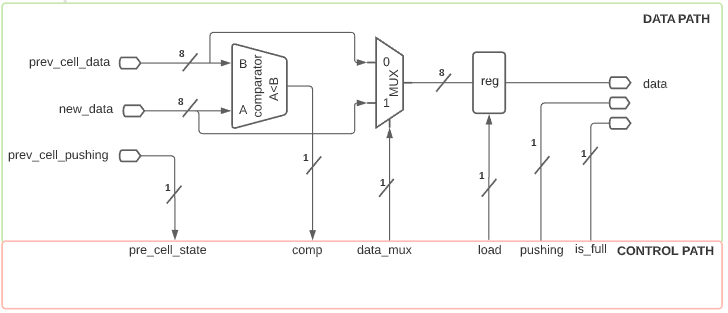 DATA PATH
prev_cell_data
8
B
comparator
A<B
A
0
MUX
1
8
reg
data
new_data
8
prev_cell_pushing
1
1
1
1
1
1
pre_cell_state
comp
data_mux
load
pushing
is_full
CONTROL PATH